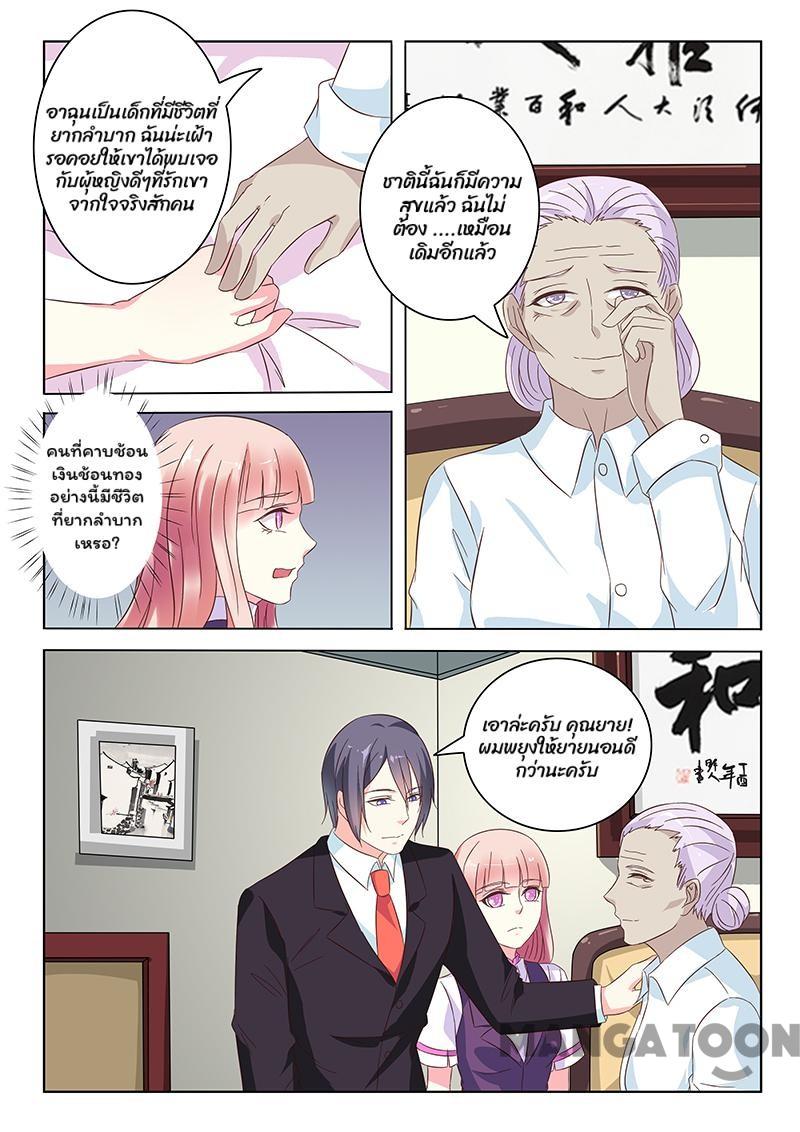 อาฉุนเป็นเด็กที่มีชีวิตที่
ยากลำบาก ฉันน่ะเฝ้า
รอคอยให้เขาได้พบเจอ
กับผู้หญิงดีๆที่รักเขา
จากใจจริงสักคน
ชาตินี้ฉันก็มีความ
สุขแล้ว ฉันไม่
ต้อง ....เหมือน
เดิมอีกแล้ว
คนที่คาบช้อน
เงินช้อนทอง
อย่างนี้มีชีวิต
ที่ยากลำบาก
เหรอ?
เอาล่ะครับ คุณยาย!
ผมพยุงให้ยายนอนดี
กว่านะครับ
和
MANGATOON